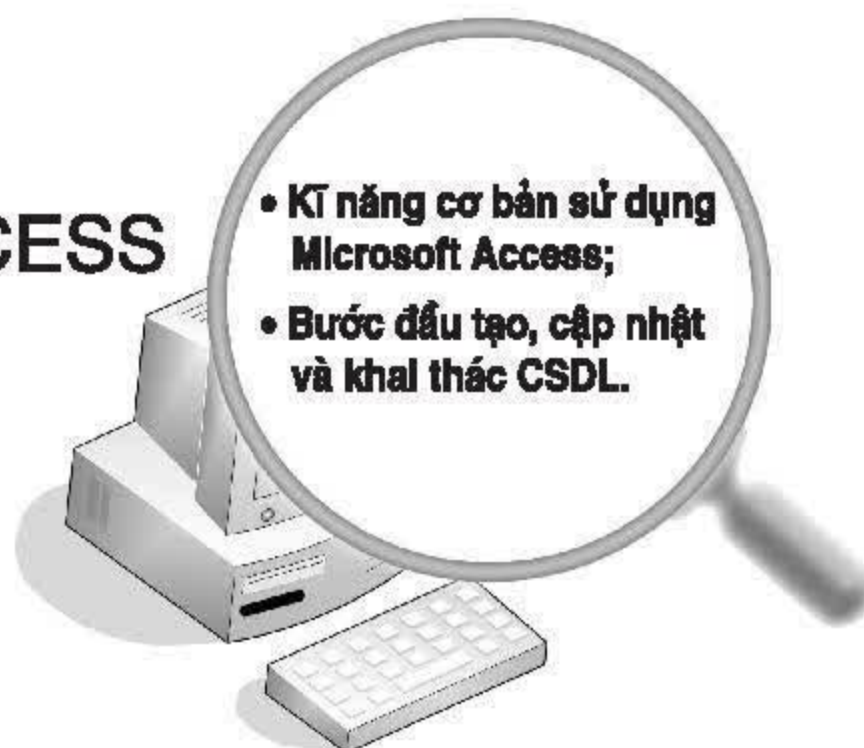 CESS
• Kĩ năng cơ bản sử dụng
Microsoft Access;
• Bước đầu tạo, cập nhật
và khai thác CSDL.